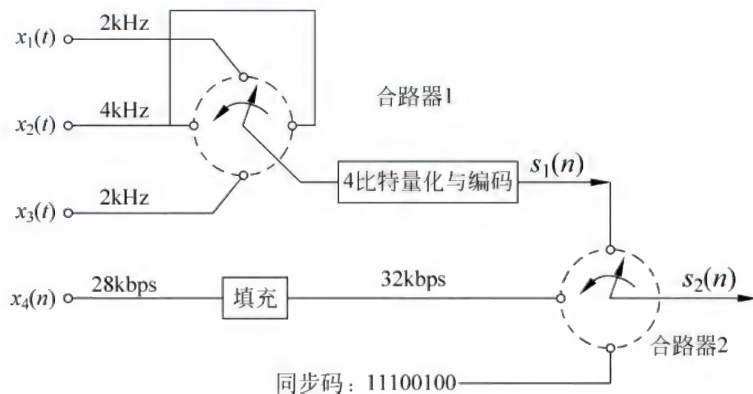 x₁(t) 2kHz
合路器1
x₂(t) 4kHz
4比特量化与编码 s₁(n)
x₃(t) 2kHz
x₄(n) 28kbps 填充 32kbps s₂(n)
合路器2
同步码：11100100